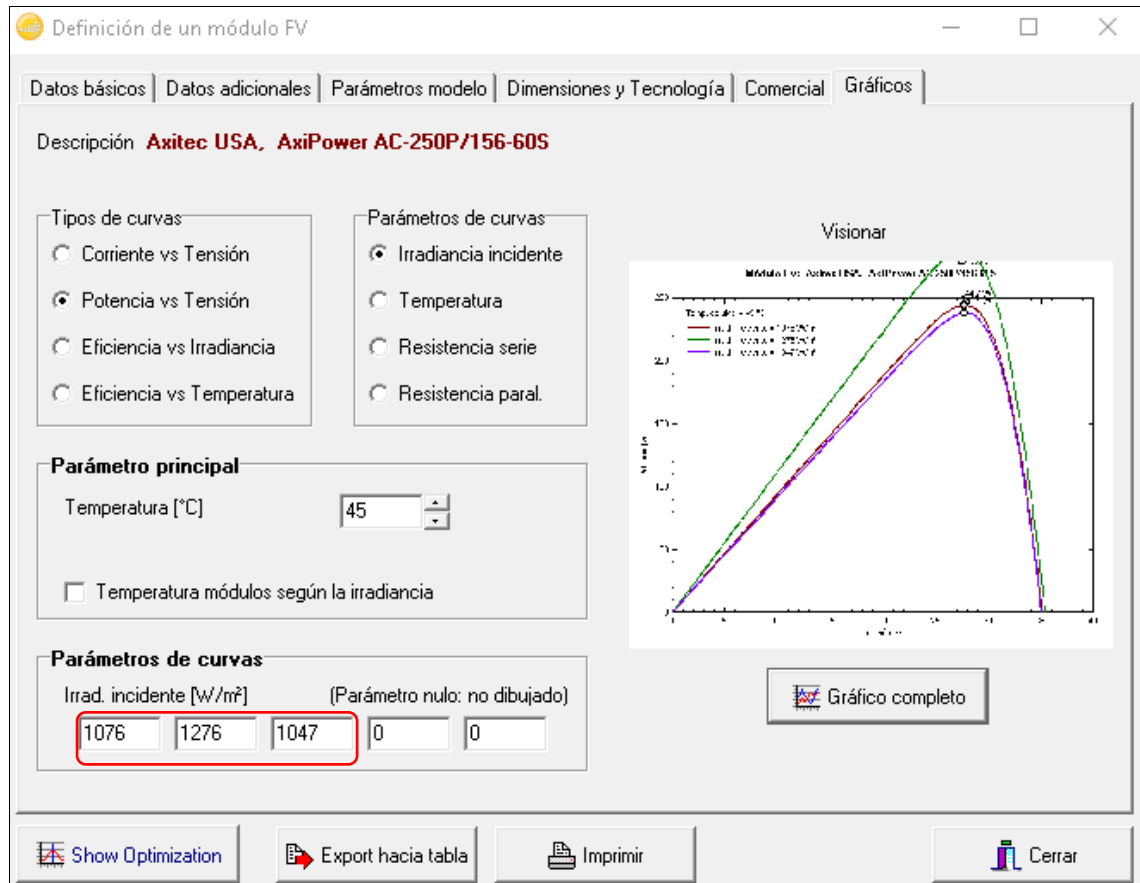 Definición de un módulo FV
Datos básicos Datos adicionales Parámetros modelo Dimensiones y Tecnología Comercial Gráficos
Descripción Axitec USA, AxiPower AC-250P/156-60S
Tipos de curvas
Corriente vs Tensión
Potencia vs Tensión
Eficiencia vs Irradiancia
Eficiencia vs Temperatura
Parámetros de curvas
Irradiancia incidente
Temperatura
Resistencia serie
Resistencia paral.
Visionar
Parámetro principal
Temperatura [°C] 45
Temperatura módulos según la irradiancia
Parámetros de curvas
Irrad. incidente [W/m²] (Parámetro nulo: no dibujado)
1076 1276 1047 0 0
Gráfico completo
Show Optimization Export hacia tabla Imprimir Cerrar